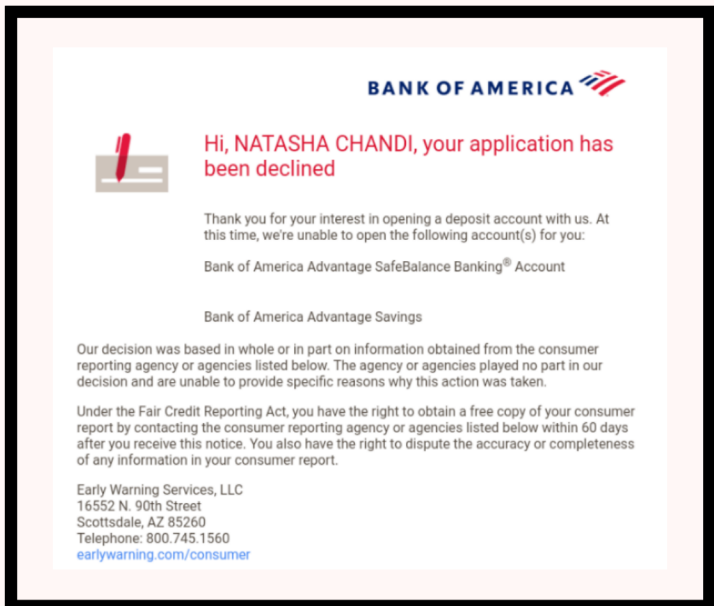 BANK OF AMERICA
Hi, NATASHA CHANDI, your application has
been declined
Thank you for your interest in opening a deposit account with us. At
this time, we're unable to open the following account(s) for you:
Bank of America Advantage SafeBalance Banking® Account
Bank of America Advantage Savings
Our decision was based in whole or in part on information obtained from the consumer
reporting agency or agencies listed below. The agency or agencies played no part in our
decision and are unable to provide specific reasons why this action was taken.
Under the Fair Credit Reporting Act, you have the right to obtain a free copy of your consumer
report by contacting the consumer reporting agency or agencies listed below within 60 days
after you receive this notice. You also have the right to dispute the accuracy or completeness
of any information in your consumer report.
Early Warning Services, LLC
16552 N. 90th Street
Scottsdale, AZ 85260
Telephone: 800.745.1560
earlywarning.com/consumer